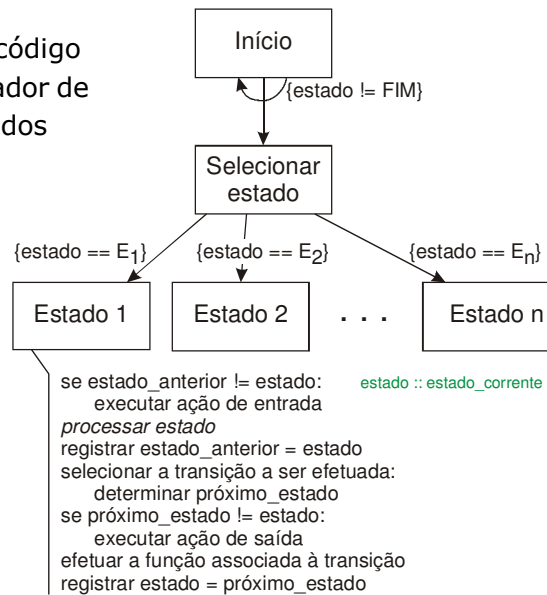 código
ador de
dos
Início
{estado != FIM}
Selecionar
estado
{estado == E1}
{estado == E2}
{estado == En}
Estado 1
Estado 2
. . .
Estado n
se estado_anterior != estado:
estado :: estado_corrente
executar ação de entrada
processar estado
registrar estado_anterior = estado
selecionar a transição a ser efetuada:
determinar próximo_estado
se próximo_estado != estado:
executar ação de saída
efetuar a função associada à transição
registrar estado = próximo_estado